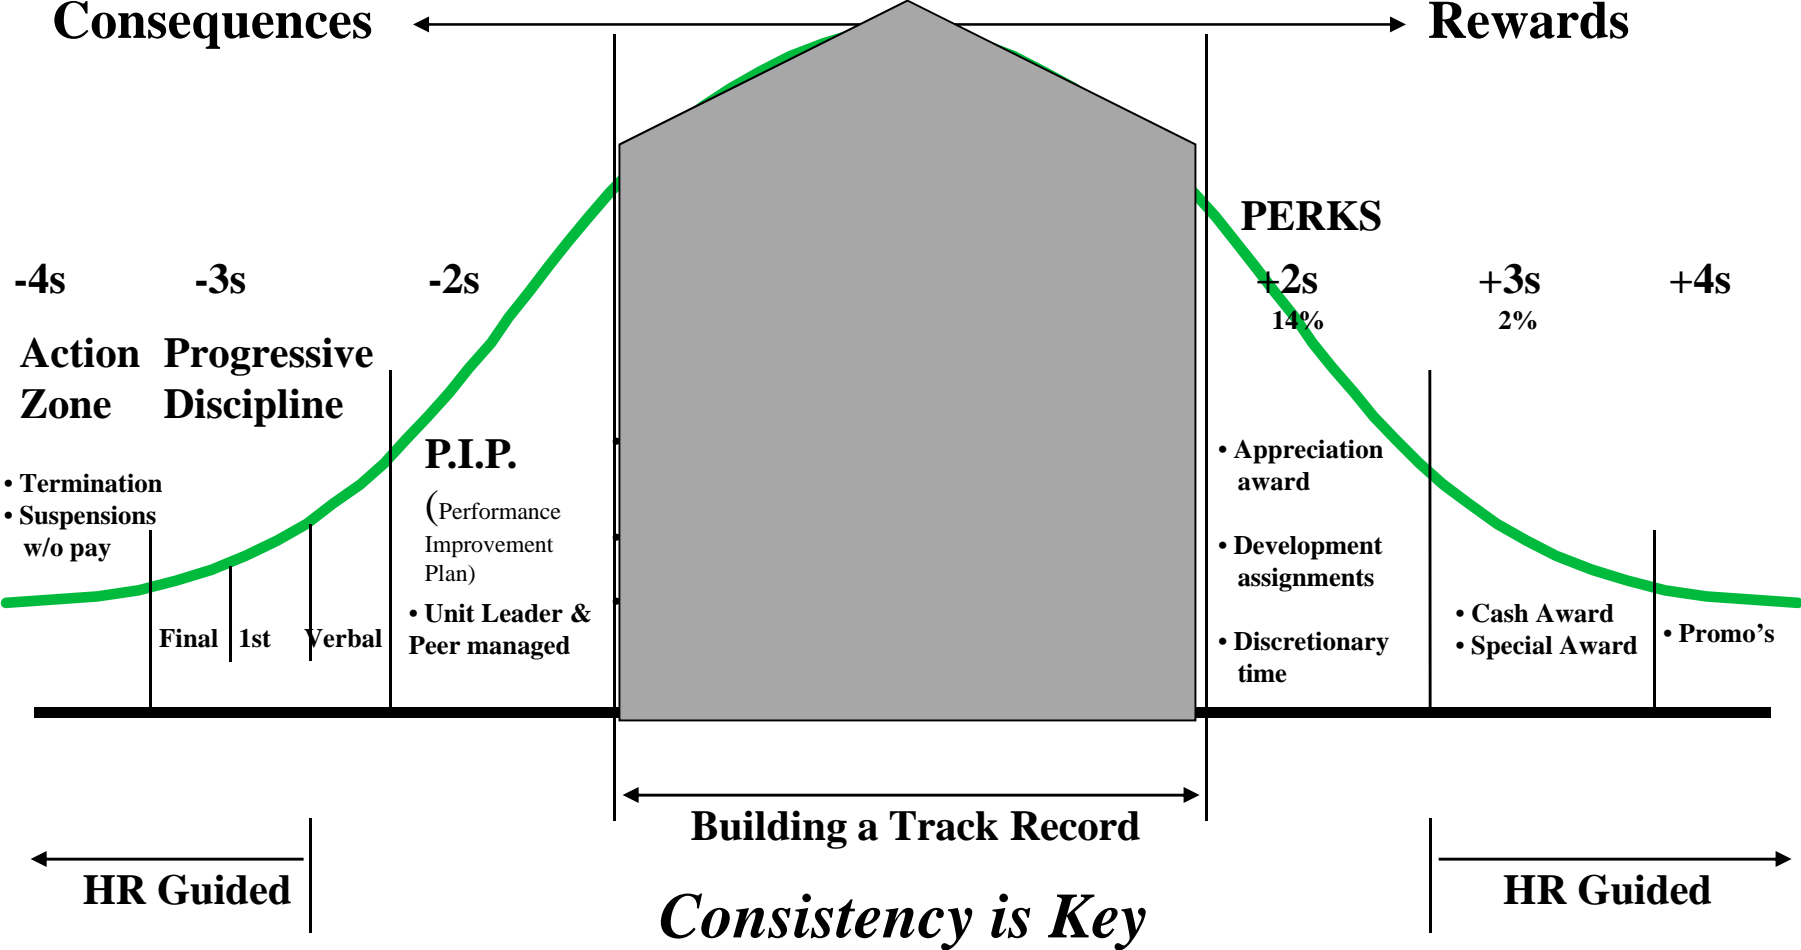 Consequences
Rewards
PERKS
-4s
-3s
-2s
+2s
+3s
+4s
14%
2%
Action
Zone
Progressive
Discipline
• Termination
• Suspensions
w/o pay
Final
1st
Verbal
P.I.P.
(Performance
Improvement
Plan)
• Unit Leader &
Peer managed
• Appreciation
award
• Development
assignments
• Discretionary
time
• Cash Award
• Special Award
• Promo’s
Building a Track Record
HR Guided
HR Guided
Consistency is Key